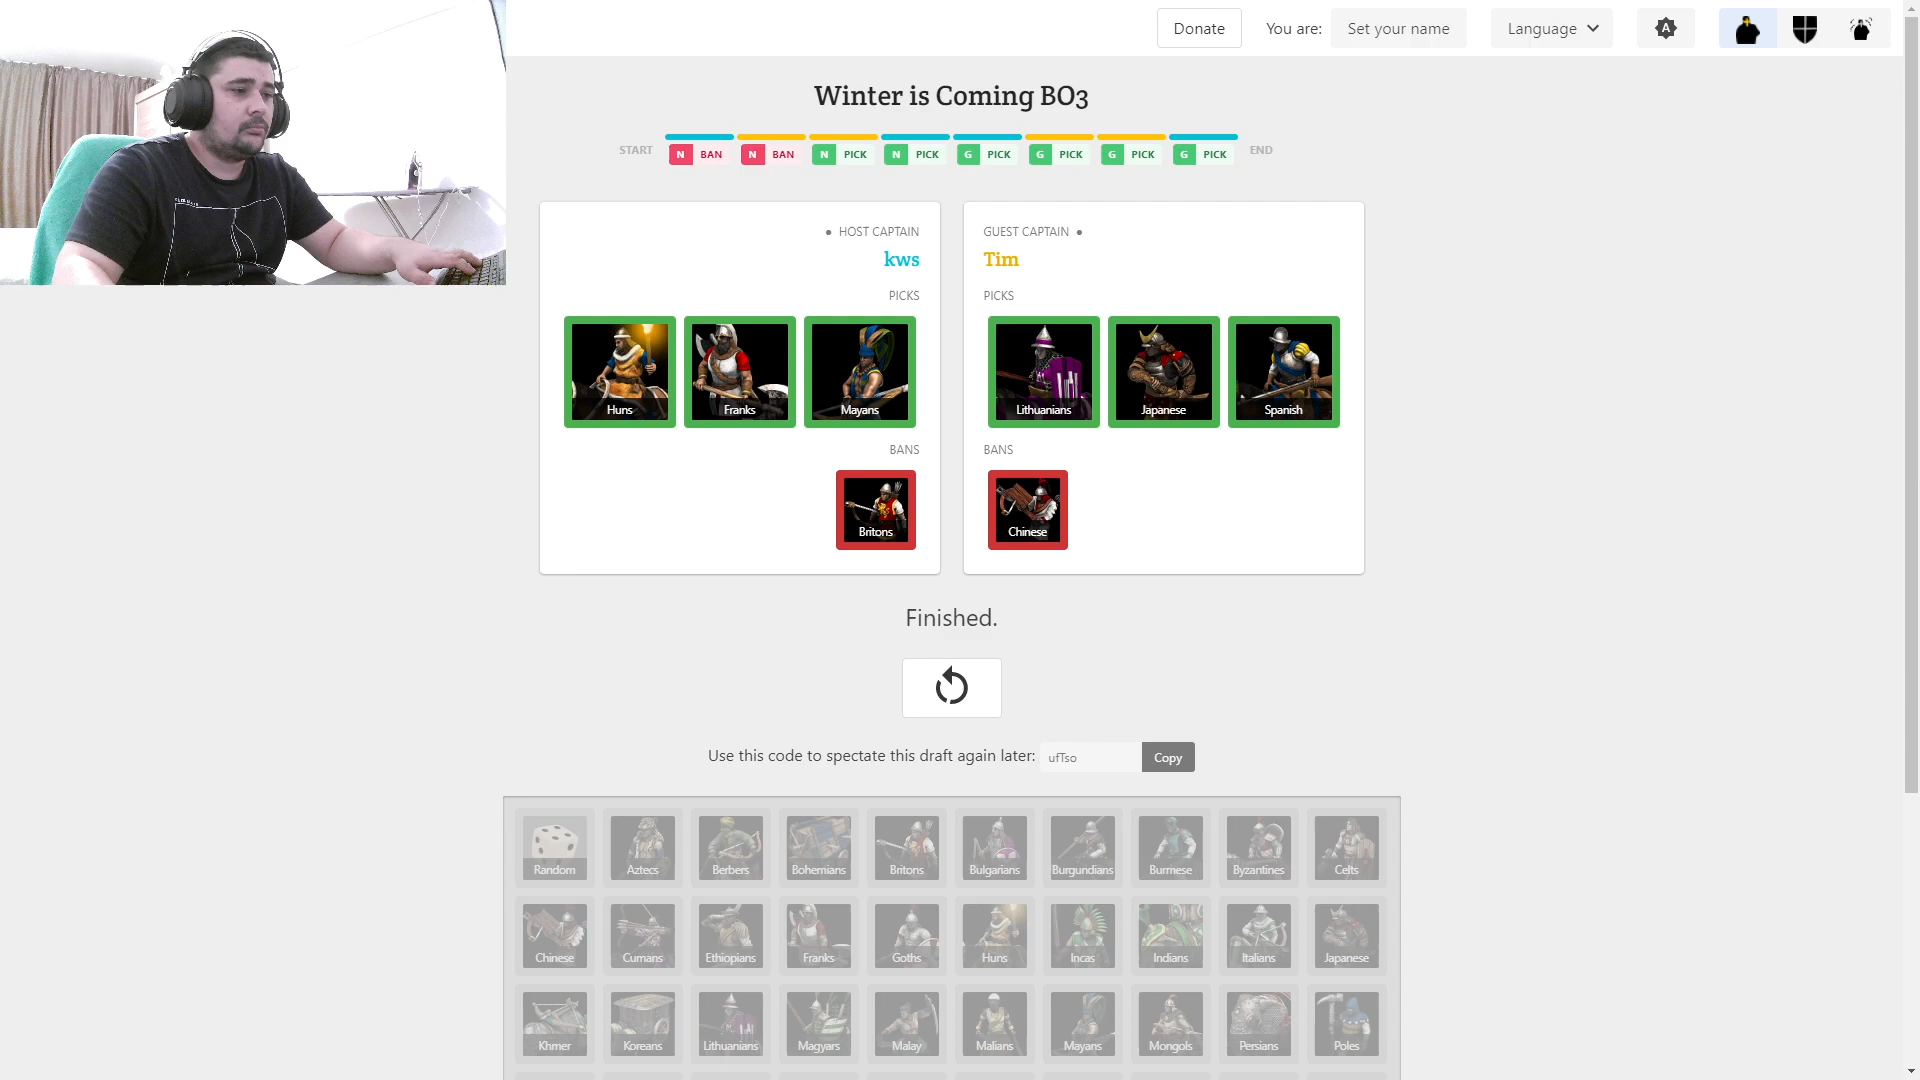 Donate
You are:
Set your name
Language
Winter is Coming BO3
START
N BAN
N BAN
N PICK
N PICK
G PICK
G PICK
G PICK
G PICK
END
HOST CAPTAIN
kws
PICKS
Huns
Franks
Mayans
BANS
Britons
GUEST CAPTAIN
Tim
PICKS
Lithuanians
Japanese
Spanish
BANS
Chinese
Finished.
Use this code to spectate this draft again later:
ufTso
Copy
Random
Aztecs
Berbers
Bohemians
Britons
Bulgarians
Burgundians
Burmese
Byzantines
Celts
Chinese
Cumans
Ethiopians
Franks
Goths
Huns
Incas
Indians
Italians
Japanese
Khmer
Koreans
Lithuanians
Magyars
Malay
Malians
Mayans
Mongols
Persians
Poles